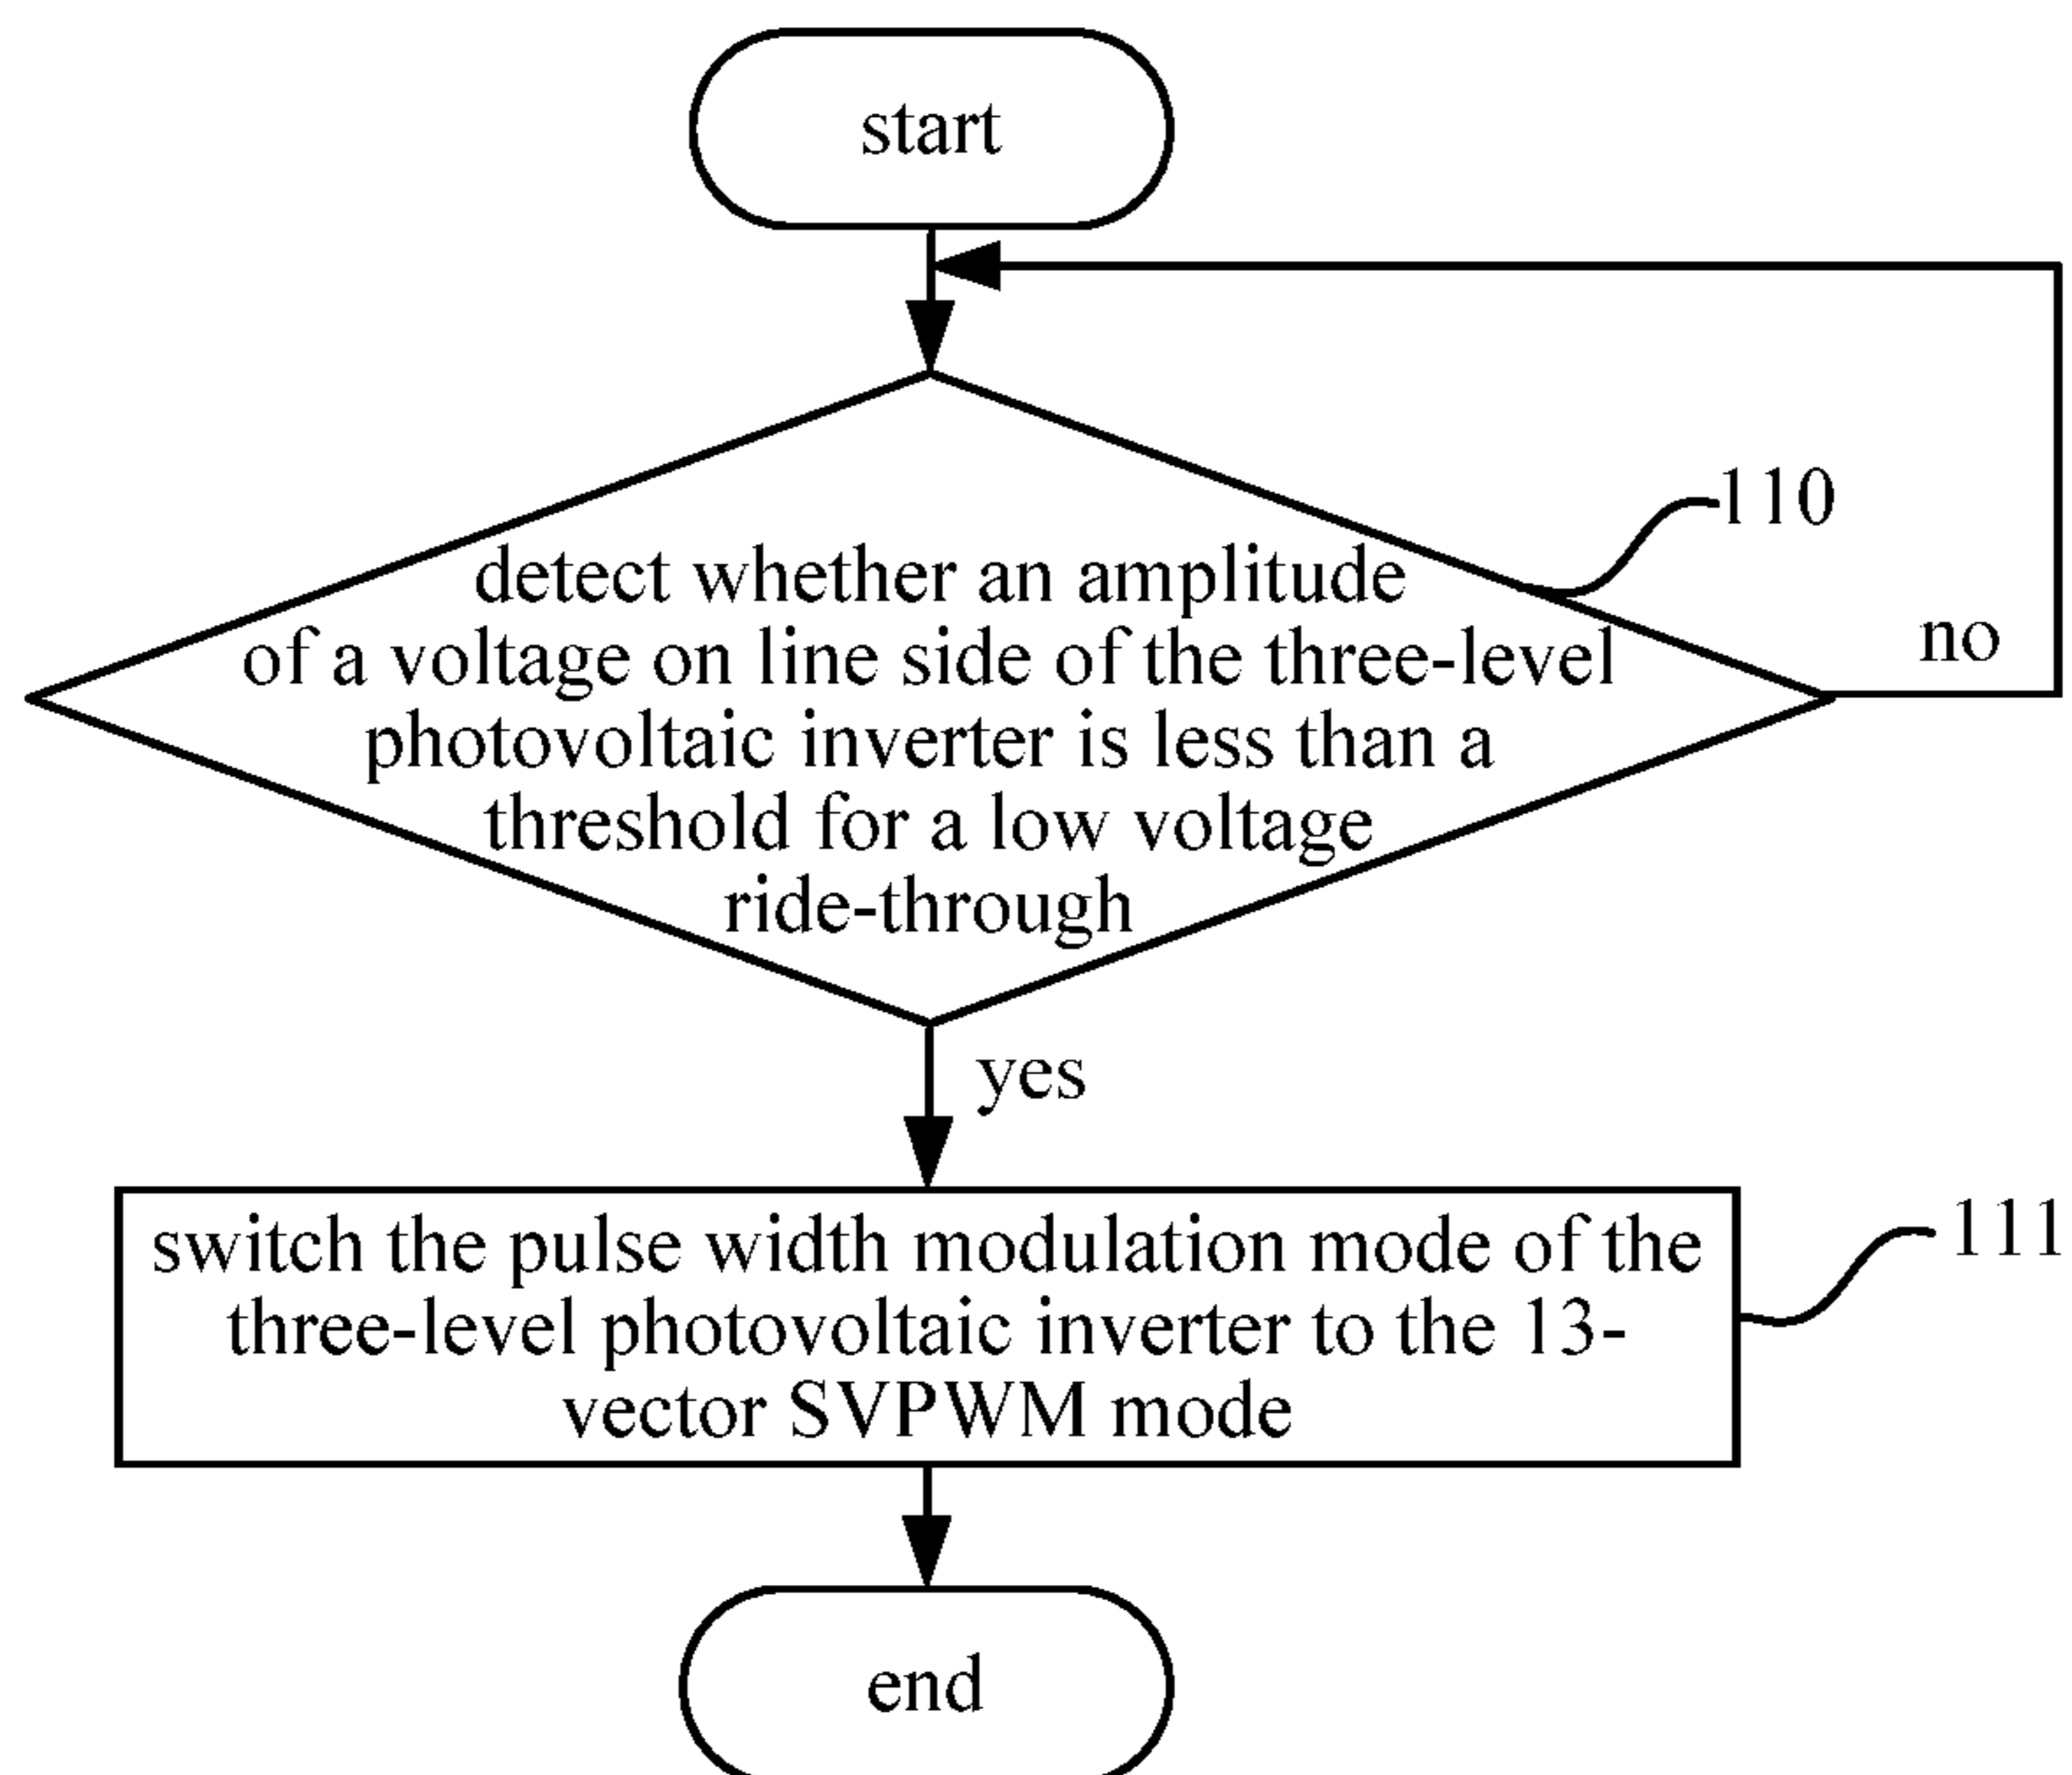 start
110
detect whether an amplitude
of a voltage on line side of the three-level
no
photovoltaic inverter is less than a
threshold for a low voltage
ride-through
yes
switch the pulse width modulation mode of the
111
three-level photovoltaic inverter to the 13-
vector SVPWM mode
end